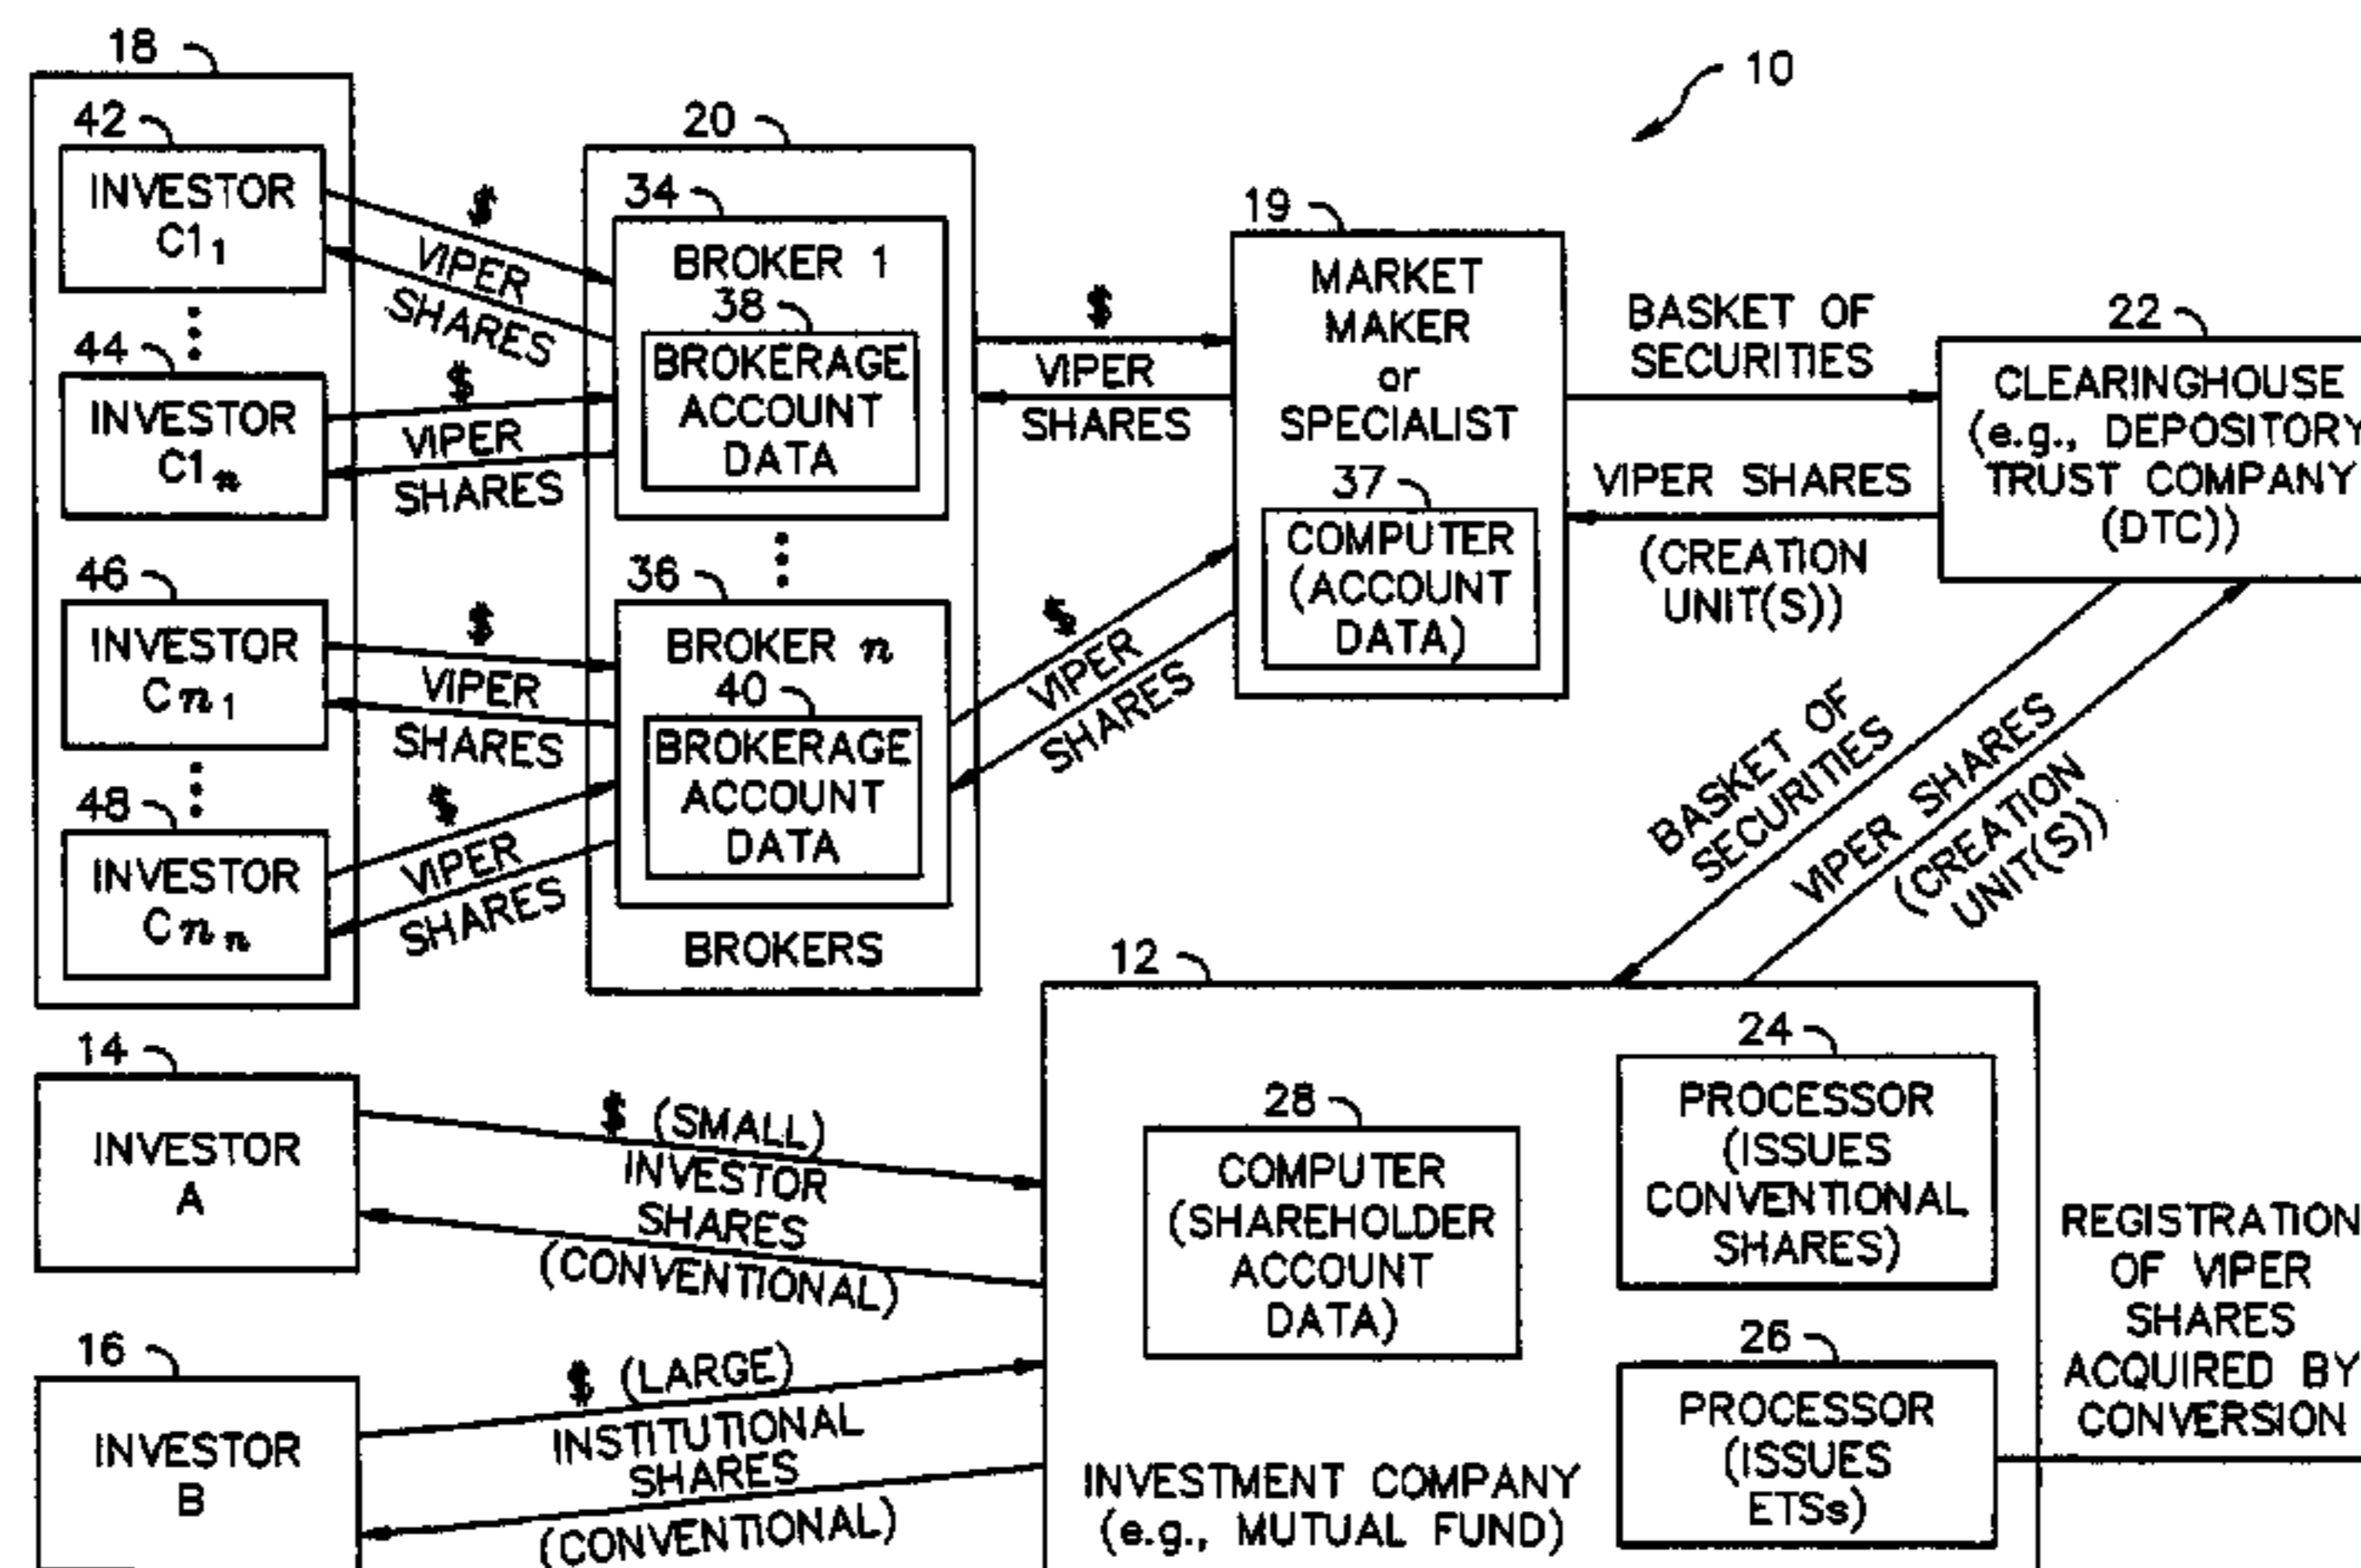 10
18
42
INVESTOR
C1₁
44
INVESTOR
C1ₙ
46
INVESTOR
Cn₁
48
INVESTOR
Cnₙ
$
VIPER
SHARES
$
VIPER
SHARES
$
VIPER
SHARES
$
VIPER
SHARES
20
34
BROKER 1
38
BROKERAGE
ACCOUNT
DATA
36
BROKER n
40
BROKERAGE
ACCOUNT
DATA
BROKERS
$
VIPER
SHARES
$
VIPER
SHARES
19
MARKET
MAKER
or
SPECIALIST
37
COMPUTER
(ACCOUNT
DATA)
BASKET OF
SECURITIES
VIPER SHARES
(CREATION
UNIT(S))
22
CLEARINGHOUSE
(e.g., DEPOSITORY
TRUST COMPANY
(DTC))
BASKET OF
SECURITIES
VIPER SHARES
(CREATION
UNIT(S))
14
INVESTOR
A
$ (SMALL)
INVESTOR
SHARES
(CONVENTIONAL)
16
INVESTOR
B
$ (LARGE)
INSTITUTIONAL
SHARES
(CONVENTIONAL)
12
28
COMPUTER
(SHAREHOLDER
ACCOUNT
DATA)
24
PROCESSOR
(ISSUES
CONVENTIONAL
SHARES)
26
PROCESSOR
(ISSUES
ETSs)
INVESTMENT COMPANY
(e.g., MUTUAL FUND)
REGISTRATION
OF VIPER
SHARES
ACQUIRED BY
CONVERSION